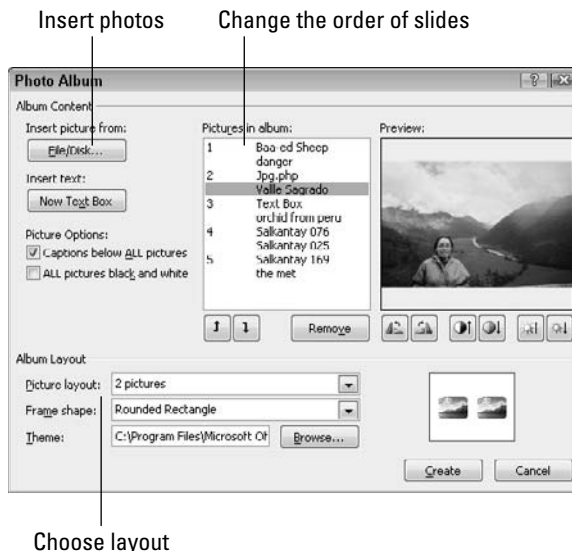 Insert photos
Change the order of slides
Photo Album
Album Content
Insert picture from:
File/Disk...
Insert text:
New Text Box
Picture Options:
Captions below ALL pictures
ALL pictures black and white
Pictures in album:
1 Baa-ed Sheep
danger
2 Jpg.php
Valle Sagrado
3 Text Box
orchid from peru
4 Salkantay 076
Salkantay 025
5 Salkantay 169
the met
Remove
Preview:
Album Layout
Picture layout: 2 pictures
Frame shape: Rounded Rectangle
Theme: C:\Program Files\Microsoft Of
Browse...
Create
Cancel
Choose layout